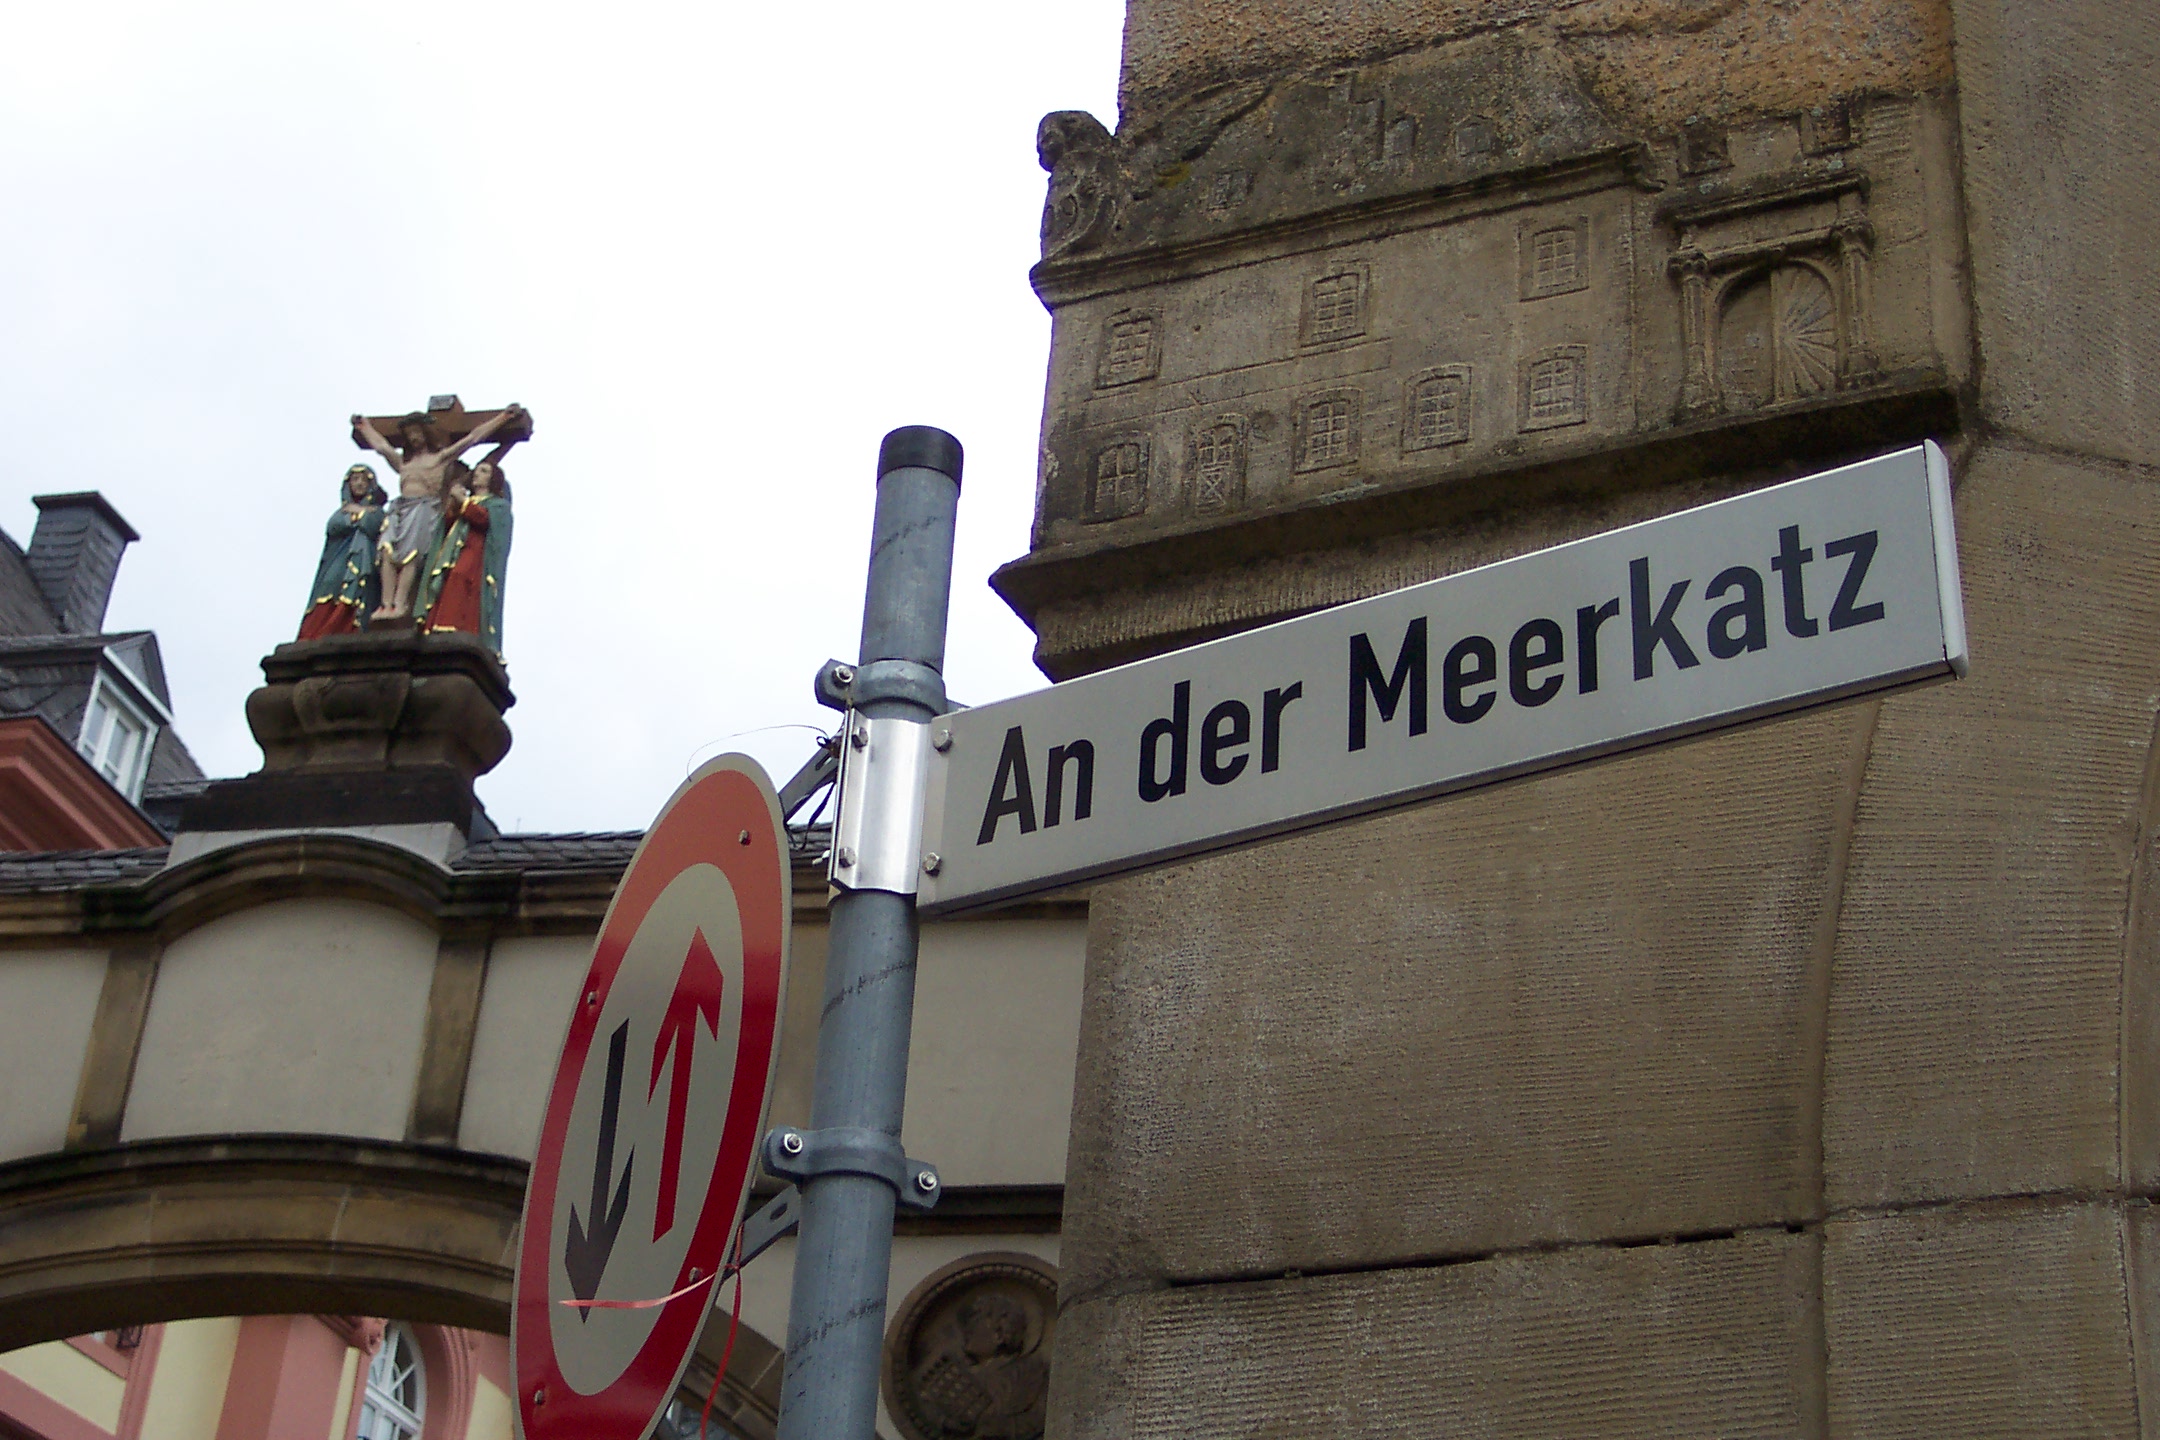 An der Meerkatz